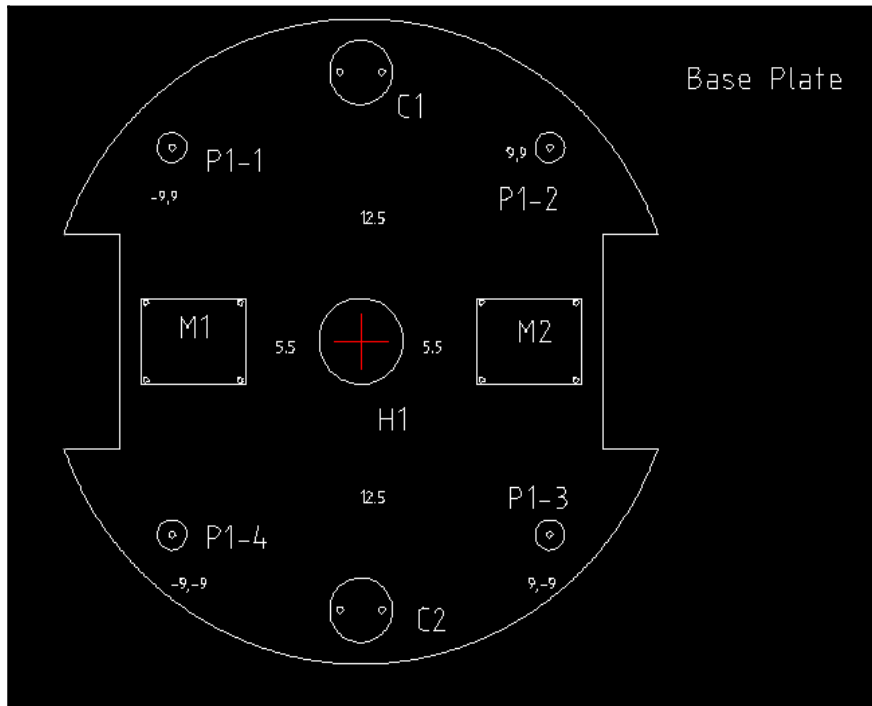 Base Plate
C1
P1-1
9,9
-9,9
P1-2
12.5
M1
M2
5.5
5.5
H1
12.5
P1-3
P1-4
-9,-9
9,-9
C2